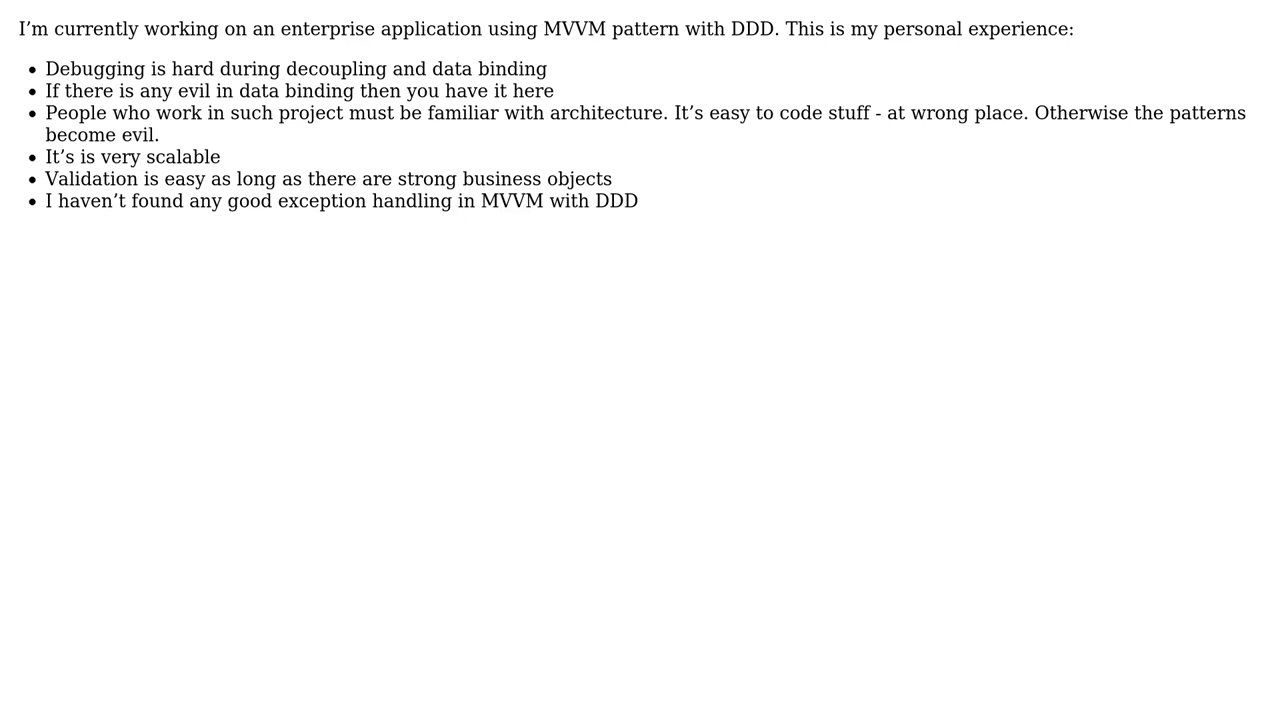 I’m currently working on an enterprise application using MVVM pattern with DDD. This is my personal experience:
• Debugging is hard during decoupling and data binding
• If there is any evil in data binding then you have it here
• People who work in such project must be familiar with architecture. It’s easy to code stuff - at wrong place. Otherwise the patterns
become evil.
• It’s is very scalable
• Validation is easy as long as there are strong business objects
• I haven’t found any good exception handling in MVVM with DDD